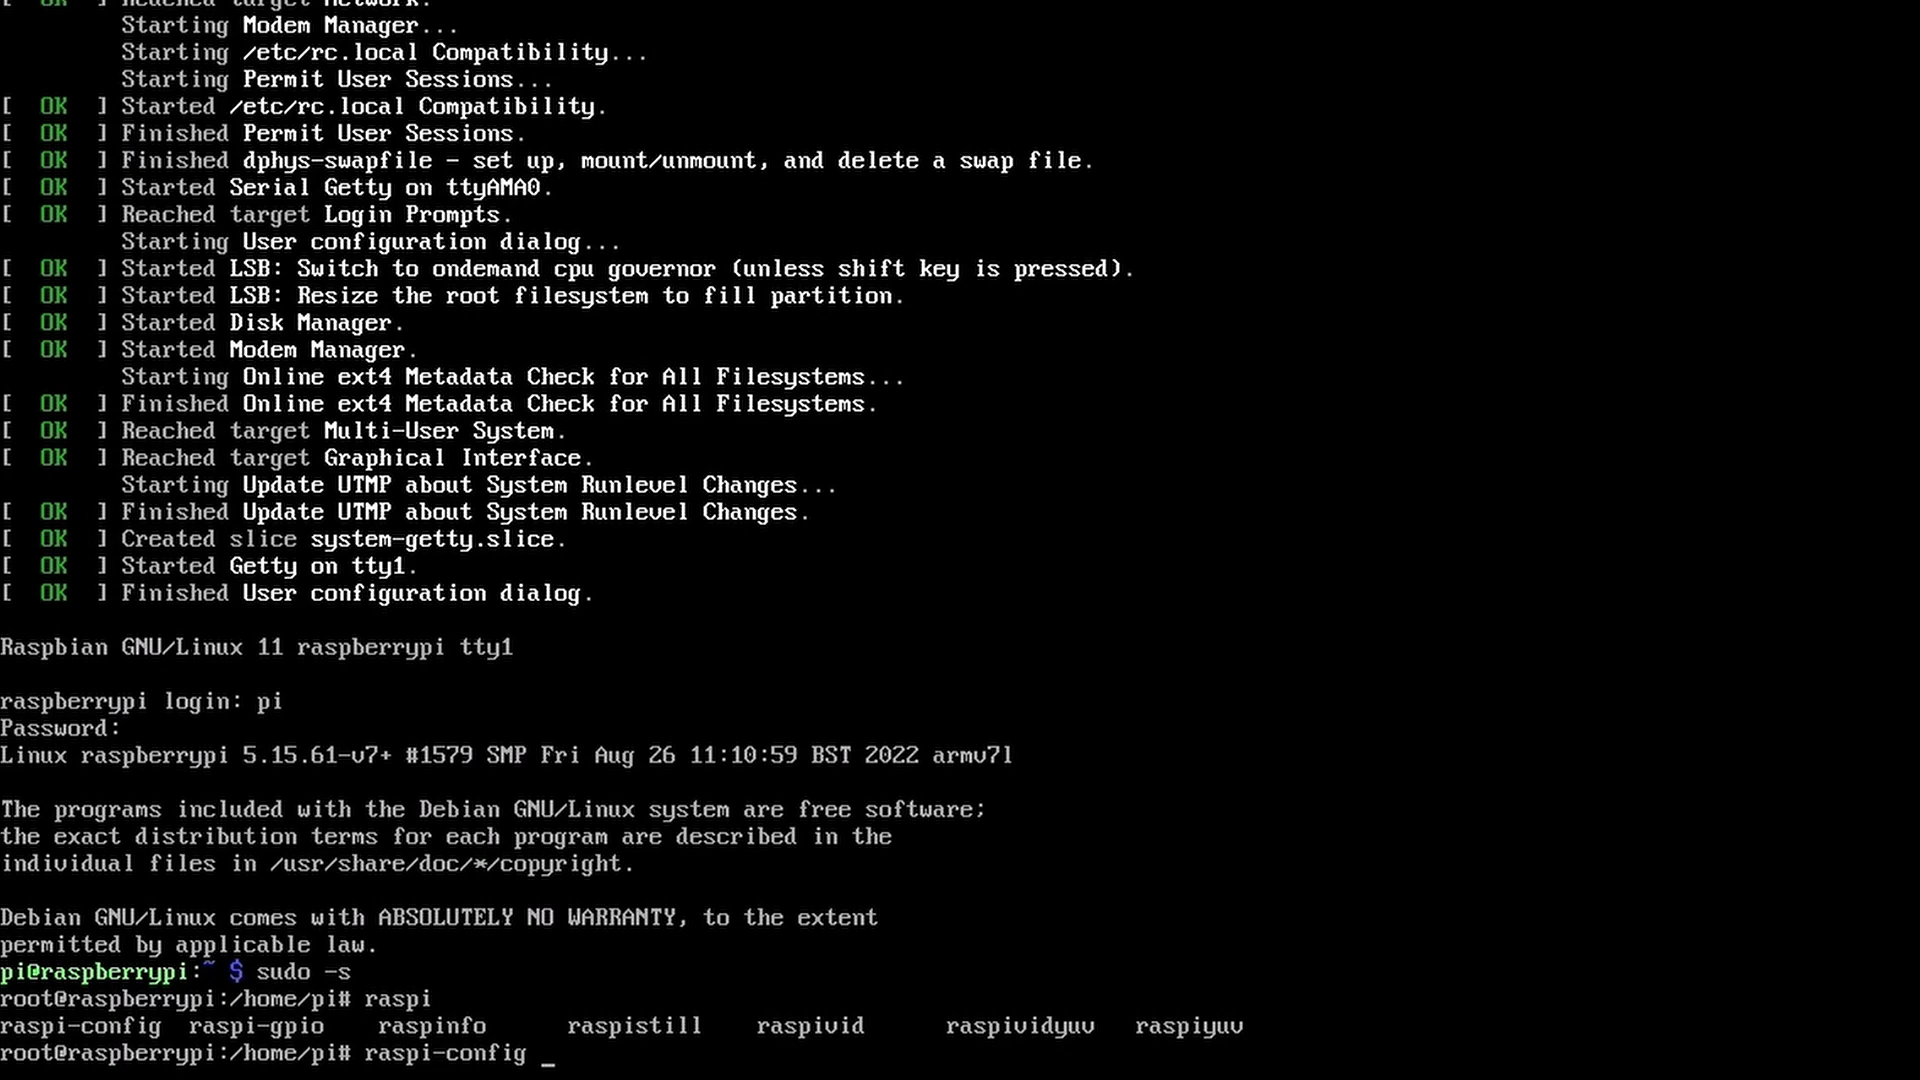 [  OK  ] Reached target Network.
         Starting Modem Manager...
         Starting /etc/rc.local Compatibility...
         Starting Permit User Sessions...
[  OK  ] Started /etc/rc.local Compatibility.
[  OK  ] Finished Permit User Sessions.
[  OK  ] Finished dphys-swapfile - set up, mount/unmount, and delete a swap file.
[  OK  ] Started Serial Getty on ttyAMA0.
[  OK  ] Reached target Login Prompts.
         Starting User configuration dialog...
[  OK  ] Started LSB: Switch to ondemand cpu governor (unless shift key is pressed).
[  OK  ] Started LSB: Resize the root filesystem to fill partition.
[  OK  ] Started Disk Manager.
[  OK  ] Started Modem Manager.
         Starting Online ext4 Metadata Check for All Filesystems...
[  OK  ] Finished Online ext4 Metadata Check for All Filesystems.
[  OK  ] Reached target Multi-User System.
[  OK  ] Reached target Graphical Interface.
         Starting Update UTMP about System Runlevel Changes...
[  OK  ] Finished Update UTMP about System Runlevel Changes.
[  OK  ] Created slice system-getty.slice.
[  OK  ] Started Getty on tty1.
[  OK  ] Finished User configuration dialog.
Raspbian GNU/Linux 11 raspberrypi tty1
raspberrypi login: pi
Password:
Linux raspberrypi 5.15.61-v7+ #1579 SMP Fri Aug 26 11:10:59 BST 2022 armv7l
The programs included with the Debian GNU/Linux system are free software;
the exact distribution terms for each program are described in the
individual files in /usr/share/doc/*/copyright.
Debian GNU/Linux comes with ABSOLUTELY NO WARRANTY, to the extent
permitted by applicable law.
pi@raspberrypi:~ $ sudo -s
root@raspberrypi:/home/pi# raspi
raspi-config  raspi-gpio    raspinfo      raspistill    raspivid      raspividyuv   raspiyuv
root@raspberrypi:/home/pi# raspi-config _